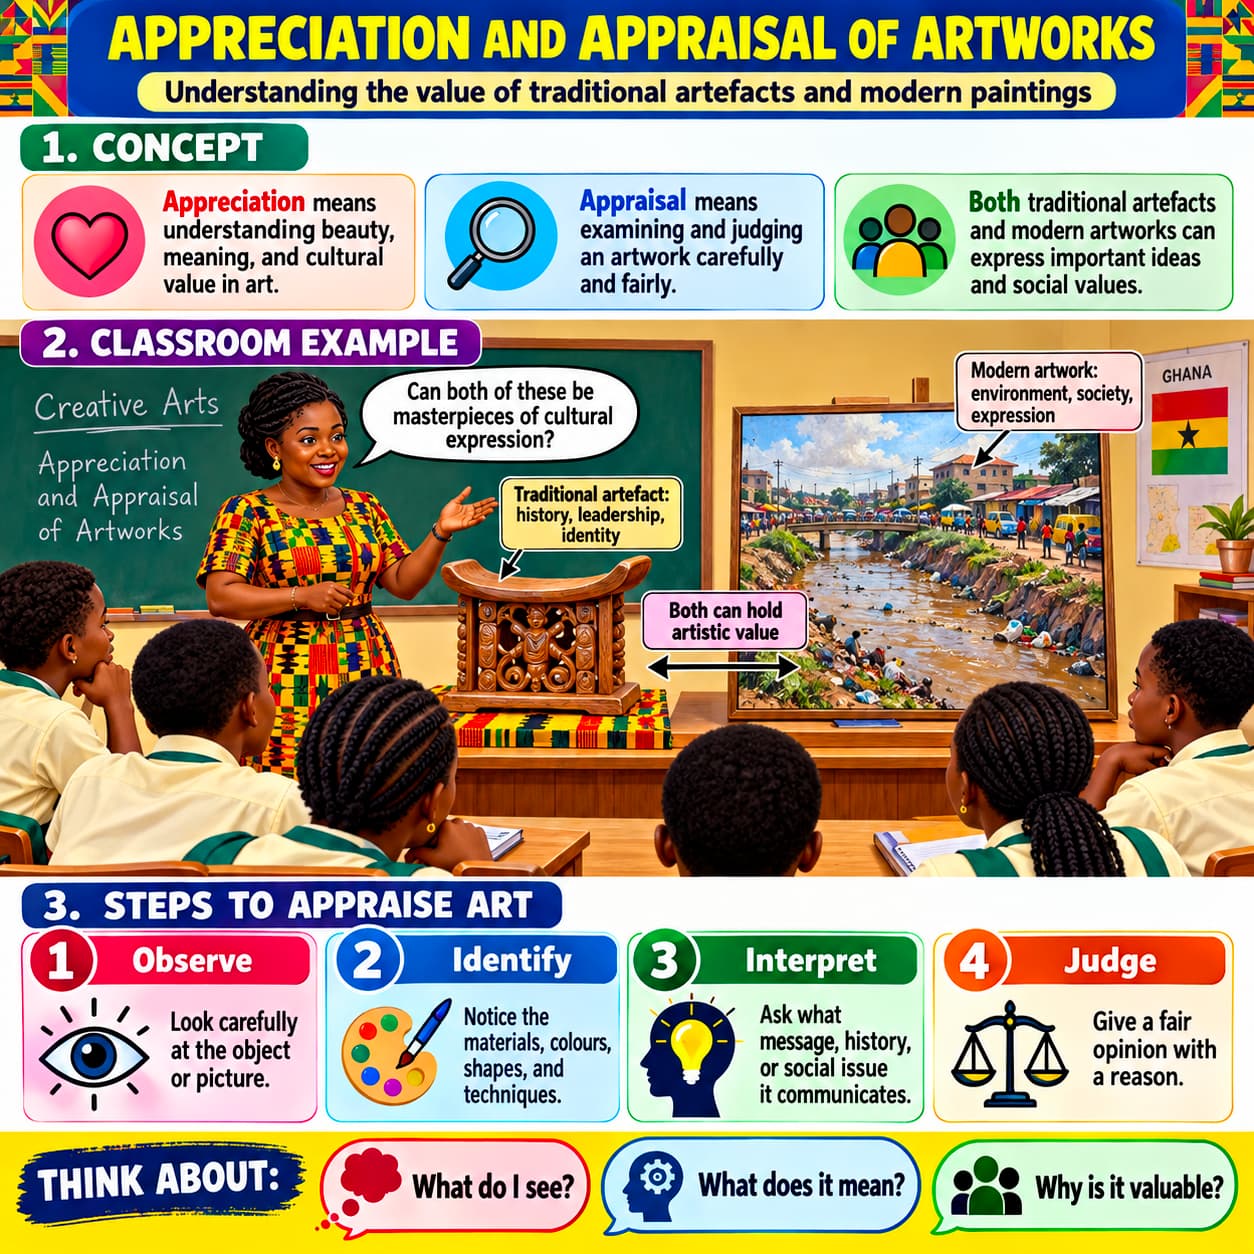 APPRECIATION AND APPRAISAL OF ARTWORKS
Understanding the value of traditional artefacts and modern paintings
1. CONCEPT
Appreciation means
understanding beauty,
meaning, and cultural
value in art.
Appraisal means
examining and judging
an artwork carefully
and fairly.
Both traditional artefacts
and modern artworks can
express important ideas
and social values.
2. CLASSROOM EXAMPLE
Creative Arts
Appreciation
and Appraisal
of Artworks
Can both of these be
masterpieces of cultural
expression?
Traditional artefact:
history, leadership,
identity
Both can hold
artistic value
Modern artwork:
environment, society,
expression
GHANA
3. STEPS TO APPRAISE ART
1 Observe
Look carefully
at the object
or picture.
2 Identify
Notice the
materials, colours,
shapes, and
techniques.
3 Interpret
Ask what
message, history,
or social issue
it communicates.
4 Judge
Give a fair
opinion with
a reason.
THINK ABOUT:
What do I see?
What does it mean?
Why is it valuable?